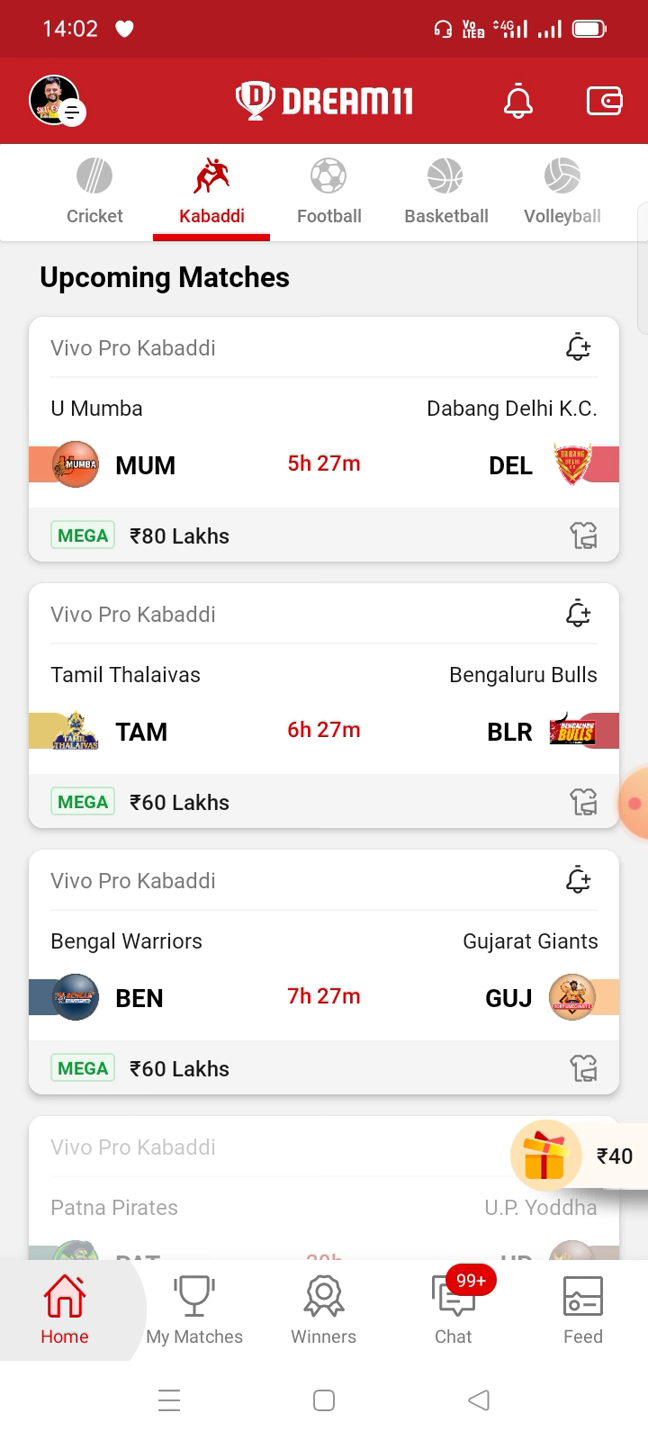 14:02
Vo LTEB 4G
DREAM11
Cricket Kabaddi Football Basketball Volleyball
Upcoming Matches
Vivo Pro Kabaddi
U Mumba Dabang Delhi K.C.
MUM 5h 27m DEL
MEGA ₹80 Lakhs
Vivo Pro Kabaddi
Tamil Thalaivas Bengaluru Bulls
TAM 6h 27m BLR
MEGA ₹60 Lakhs
Vivo Pro Kabaddi
Bengal Warriors Gujarat Giants
BEN 7h 27m GUJ
MEGA ₹60 Lakhs
Vivo Pro Kabaddi
₹40
Patna Pirates U.P. Yoddha
99+
Home My Matches Winners Chat Feed